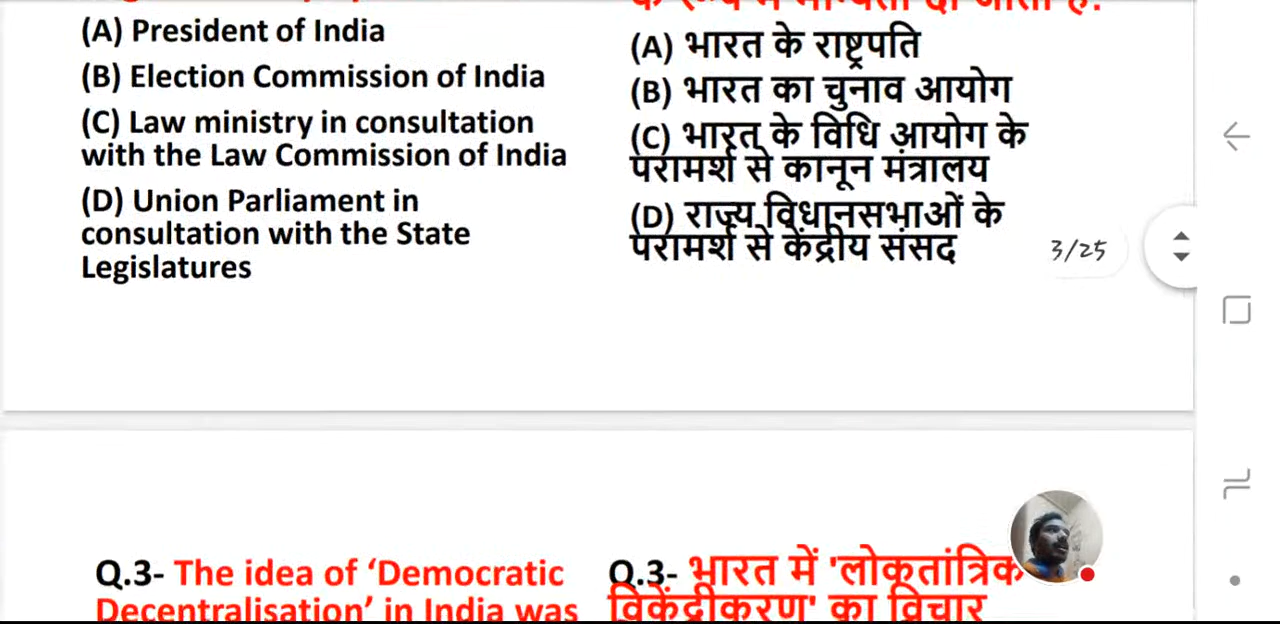 (A) President of India
(B) Election Commission of India
(C) Law ministry in consultation
with the Law Commission of India
(D) Union Parliament in
consultation with the State
Legislatures
के रूप में मान्यता दी जाती है:
(A) भारत के राष्ट्रपति
(B) भारत का चुनाव आयोग
(C) भारत के विधि आयोग के
परामर्श से कानून मंत्रालय
(D) राज्य विधानसभाओं के
परामर्श से केंद्रीय संसद
3/25
Q.3- The idea of ‘Democratic
Decentralisation’ in India was
Q.3- भारत में 'लोकतांत्रिक
विकेंद्रीकरण' का विचार